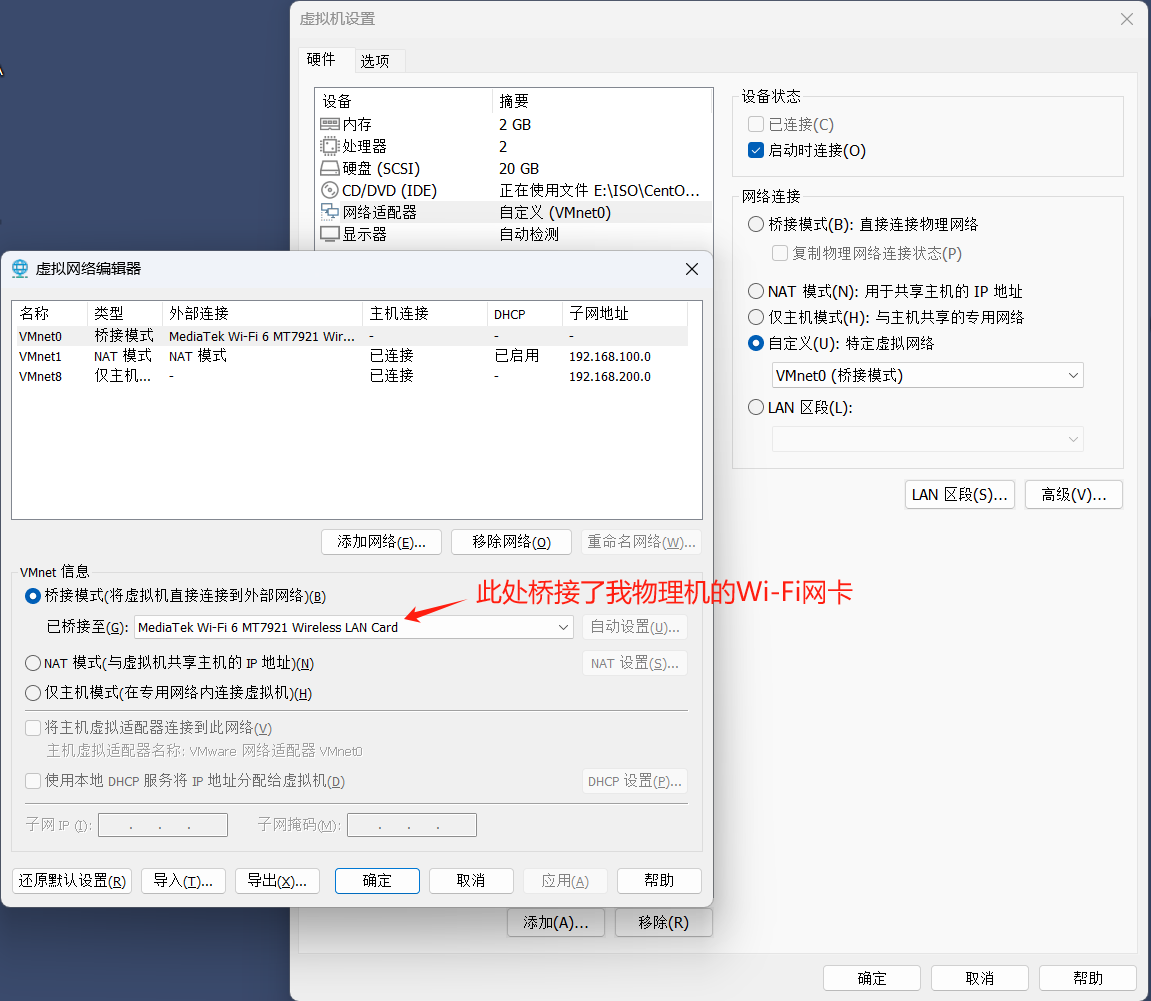 虚拟机设置
硬件 选项
设备 摘要
内存 2 GB
处理器 2
硬盘 (SCSI) 20 GB
CD/DVD (IDE) 正在使用文件 E:\ISO\CentO...
网络适配器 自定义 (VMnet0)
显示器 自动检测
设备状态
已连接(C)
启动时连接(O)
网络连接
桥接模式(B): 直接连接物理网络
复制物理网络连接状态(P)
NAT 模式(N): 用于共享主机的 IP 地址
仅主机模式(H): 与主机共享的专用网络
自定义(U): 特定虚拟网络
VMnet0 (桥接模式)
LAN 区段(L):
LAN 区段(S)... 高级(V)...
虚拟网络编辑器
名称 类型 外部连接 主机连接 DHCP 子网地址
VMnet0 桥接模式 MediaTek Wi-Fi 6 MT7921 Wir... - - -
VMnet1 NAT 模式 NAT 模式 已连接 已启用 192.168.100.0
VMnet8 仅主机... - 已连接 - 192.168.200.0
添加网络(E)... 移除网络(O) 重命名网络(W)...
VMnet 信息
桥接模式(将虚拟机直接连接到外部网络)(B)
此处桥接了我物理机的Wi-Fi网卡
已桥接至(G): MediaTek Wi-Fi 6 MT7921 Wireless LAN Card 自动设置(U)...
NAT 模式(与虚拟机共享主机的 IP 地址)(N) NAT 设置(S)...
仅主机模式(在专用网络内连接虚拟机)(H)
将主机虚拟适配器连接到此网络(V)
主机虚拟适配器名称: VMware 网络适配器 VMnet0
使用本地 DHCP 服务将 IP 地址分配给虚拟机(D) DHCP 设置(P)...
子网 IP (I): . . . 子网掩码(M): . . .
还原默认设置(R) 导入(T)... 导出(X)... 确定 取消 应用(A) 帮助
添加(A)... 移除(R)
确定 取消 帮助